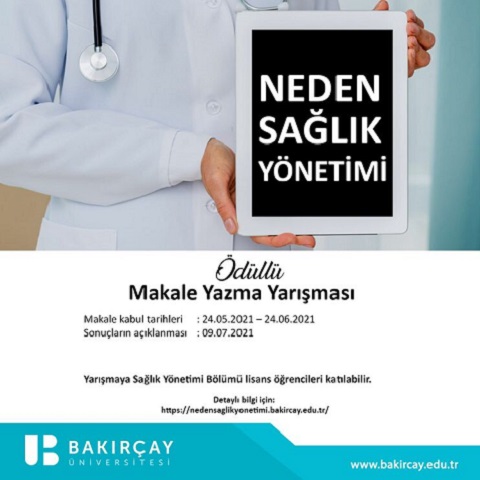 NEDEN
SAĞLIK
YÖNETİMİ
Ödüllü
Makale Yazma Yarışması
Makale kabul tarihleri : 24.05.2021 – 24.06.2021
Sonuçların açıklanması : 09.07.2021
Yarışmaya Sağlık Yönetimi Bölümü lisans öğrencileri katılabilir.
Detaylı bilgi için:
https://nedensaglikyonetimi.bakircay.edu.tr/
BAKIRÇAY
ÜNİVERSİTESİ
www.bakircay.edu.tr